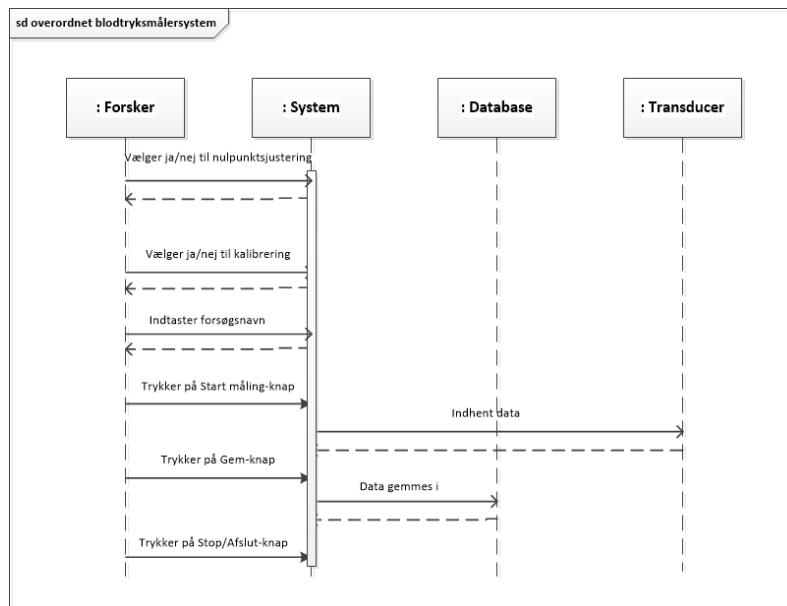 sd overordnet blodtryksmålersystem
: Forsker
: System
: Database
: Transducer
Vælger ja/nej til nulpunktsjustering
Vælger ja/nej til kalibrering
Indtaster forsøgsnavn
Trykker på Start måling-knap
Indhent data
Trykker på Gem-knap
Data gemmes i
Trykker på Stop/Afslut-knap